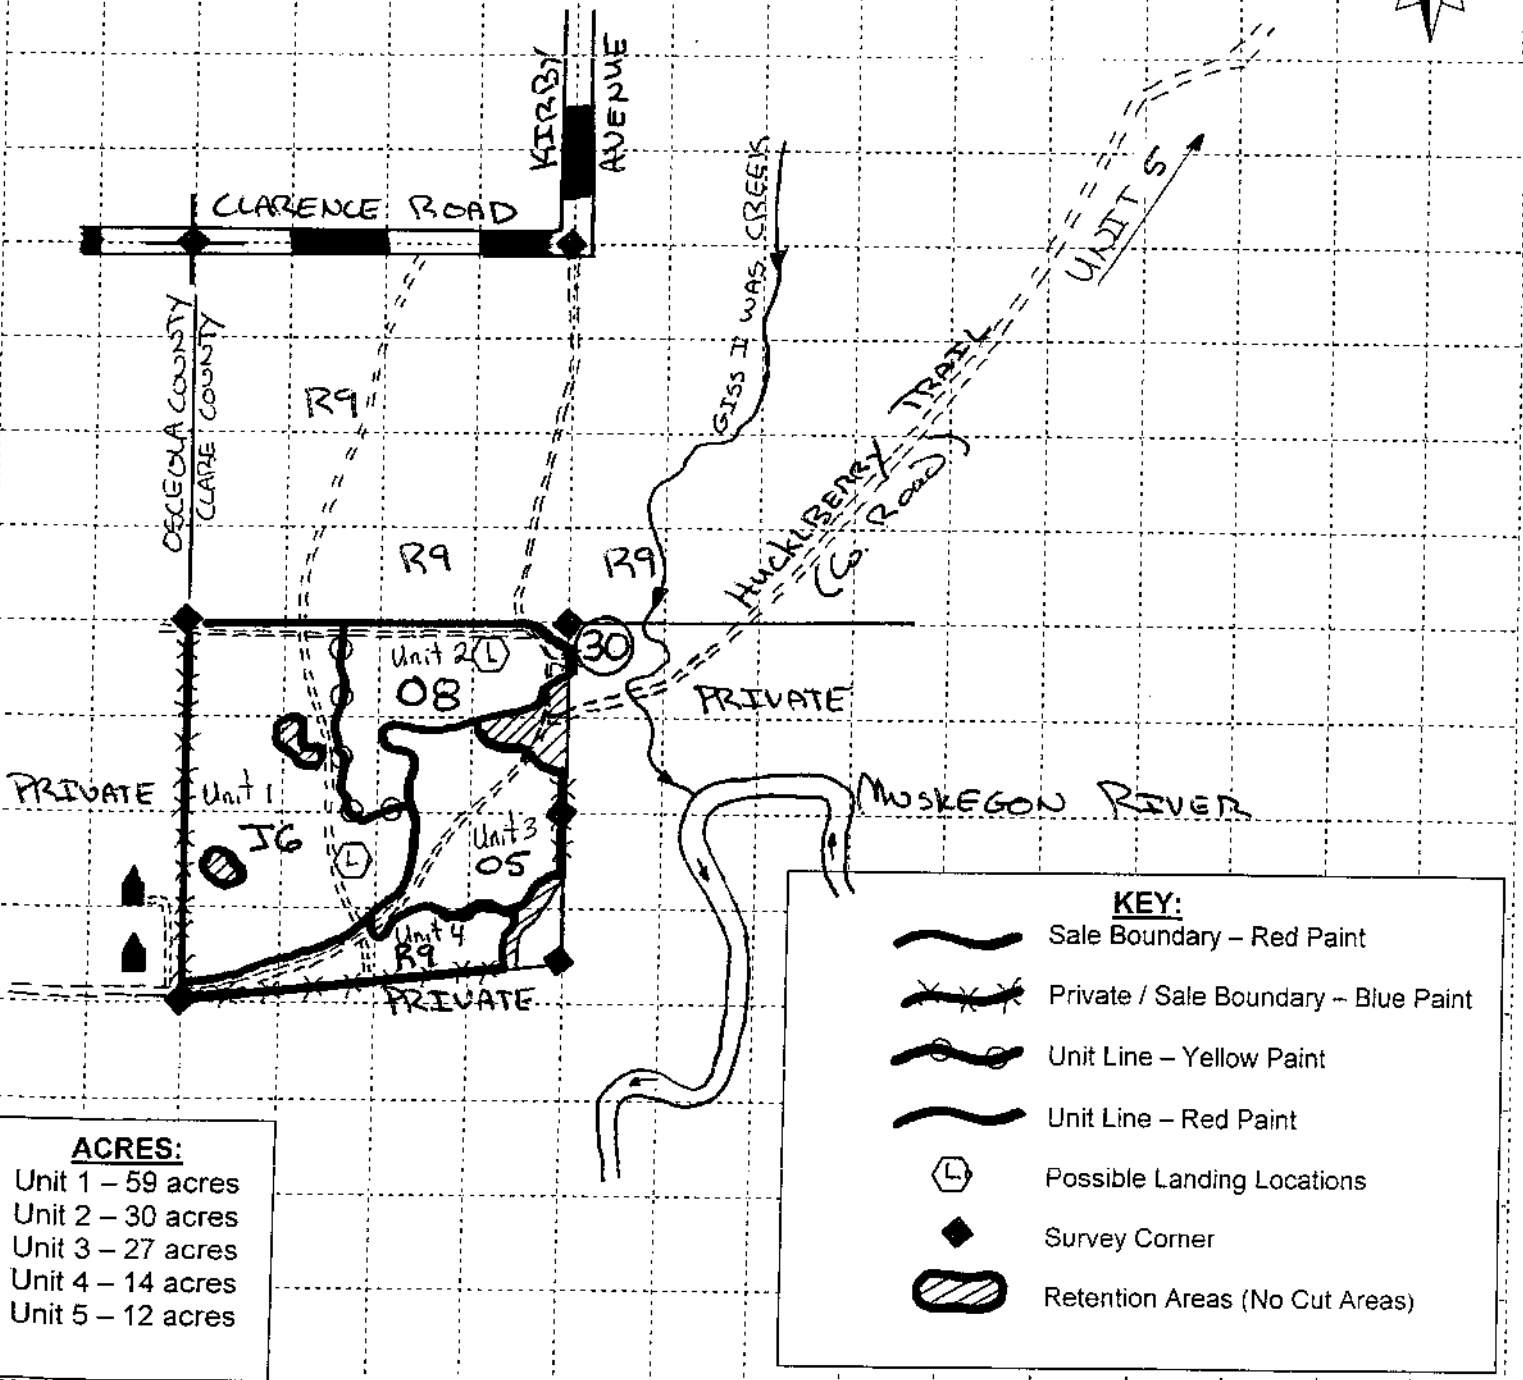 KIRBY
AVENUE
CLARENCE ROAD
GISS II WAS CREEK
UNIT 5
OSCEOLA COUNTY
CLARE COUNTY
R9
HUCKLBERRY TRAIL
(Co. ROAD)
R9
R9
30
Unit 2 L
08
PRIVATE
PRIVATE
Unit 1
J6
MUSKEGON RIVER
Unit 3
05
L
Unit 4
R9
PRIVATE
KEY:
Sale Boundary – Red Paint
Private / Sale Boundary – Blue Paint
Unit Line – Yellow Paint
Unit Line – Red Paint
L Possible Landing Locations
Survey Corner
Retention Areas (No Cut Areas)
ACRES:
Unit 1 – 59 acres
Unit 2 – 30 acres
Unit 3 – 27 acres
Unit 4 – 14 acres
Unit 5 – 12 acres